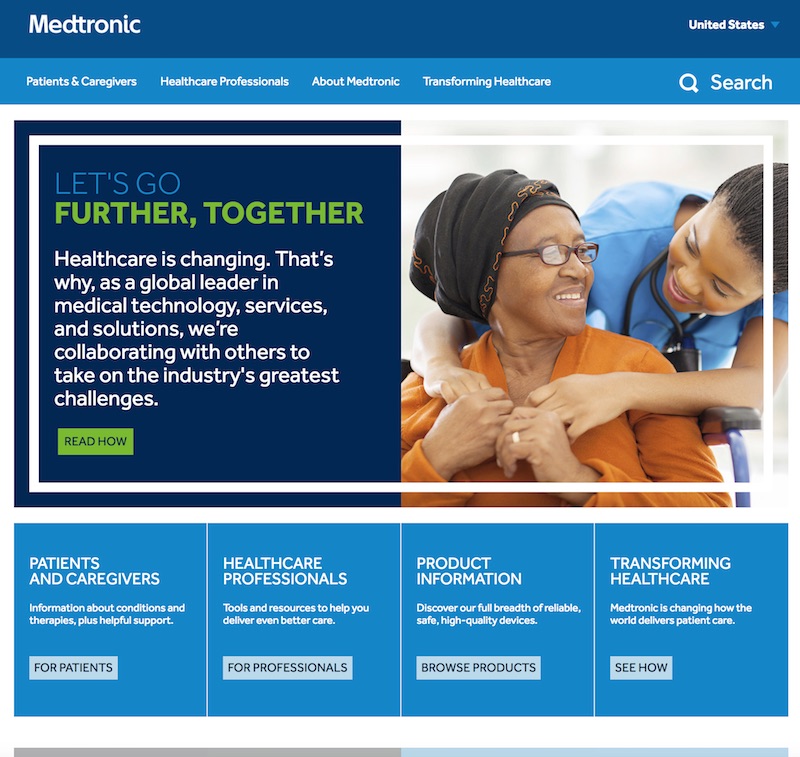 Medtronic
United States
Patients & Caregivers
Healthcare Professionals
About Medtronic
Transforming Healthcare
Search
LET'S GO
FURTHER, TOGETHER
Healthcare is changing. That’s
why, as a global leader in
medical technology, services,
and solutions, we’re
collaborating with others to
take on the industry's greatest
challenges.
READ HOW
PATIENTS
AND CAREGIVERS
Information about conditions and
therapies, plus helpful support.
FOR PATIENTS
HEALTHCARE
PROFESSIONALS
Tools and resources to help you
deliver even better care.
FOR PROFESSIONALS
PRODUCT
INFORMATION
Discover our full breadth of reliable,
safe, high-quality devices.
BROWSE PRODUCTS
TRANSFORMING
HEALTHCARE
Medtronic is changing how the
world delivers patient care.
SEE HOW